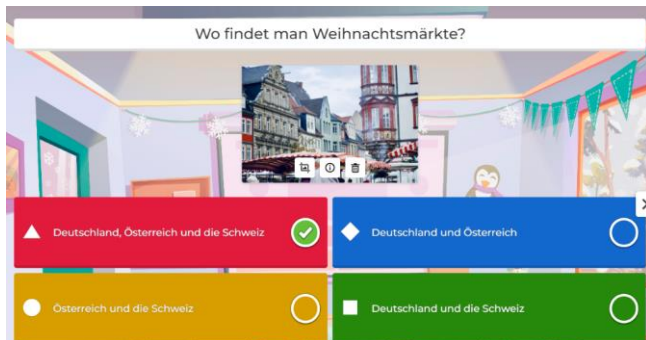 Wo findet man Weihnachtsmärkte?
Deutschland, Österreich und die Schweiz
Deutschland und Österreich
Österreich und die Schweiz
Deutschland und die Schweiz